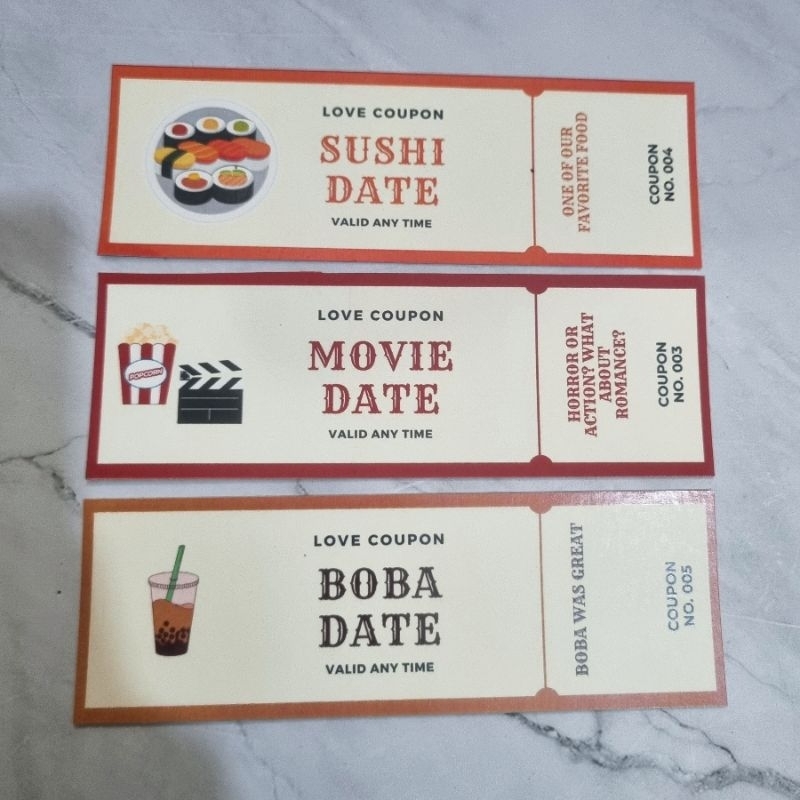 LOVE COUPON
SUSHI
DATE
VALID ANY TIME
ONE OF OUR
FAVORITE FOOD
COUPON
NO. 004
LOVE COUPON
POPCORN
MOVIE
DATE
VALID ANY TIME
HORROR OR
ACTION? WHAT
ABOUT
ROMANCE?
COUPON
NO. 003
LOVE COUPON
BOBA
DATE
VALID ANY TIME
BOBA WAS GREAT
COUPON
NO. 005